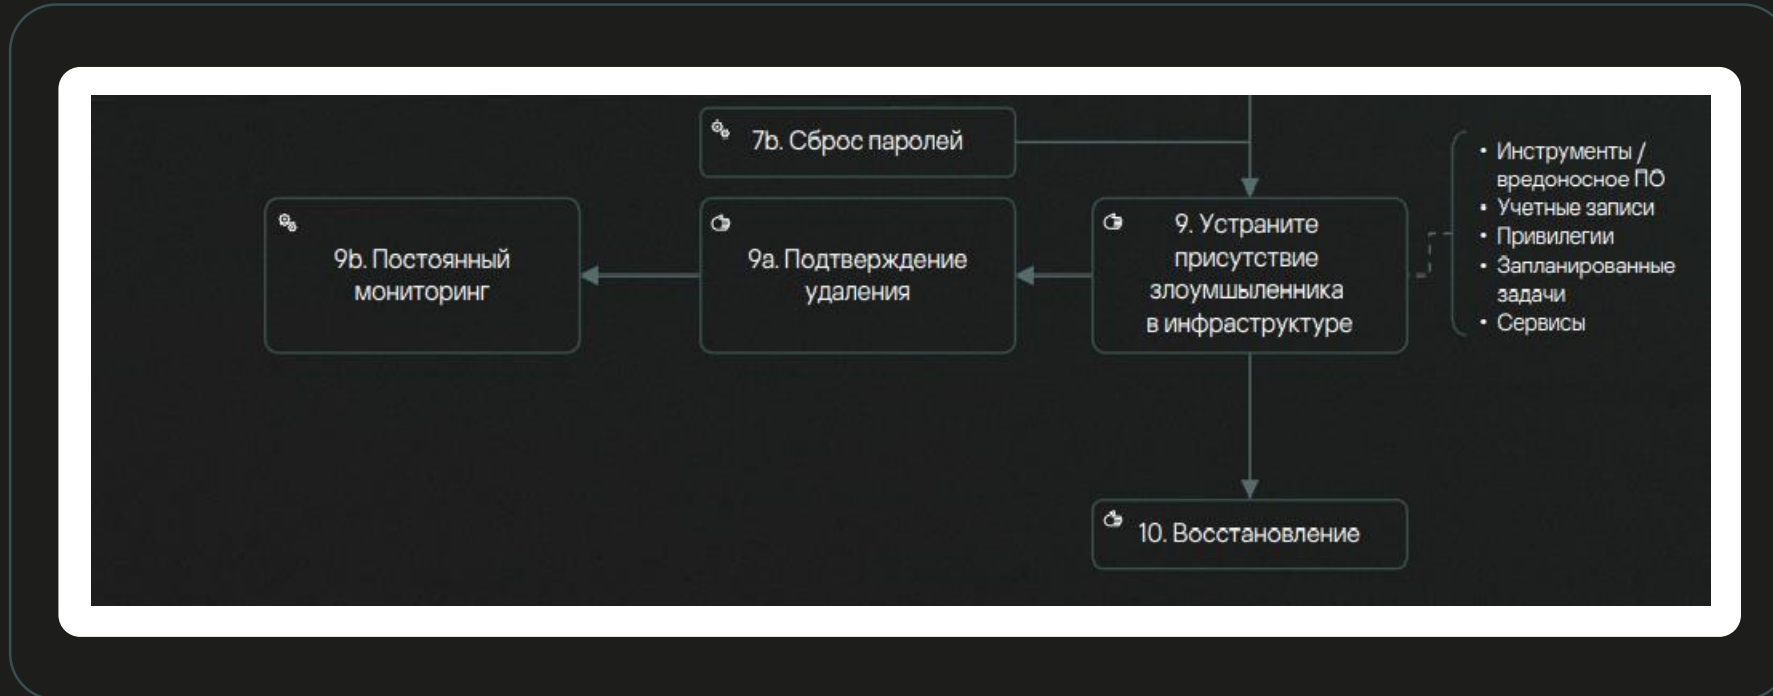 7b. Сброс паролей
9b. Постоянный
мониторинг
9a. Подтверждение
удаления
9. Устраните
присутствие
злоумшыленника
в инфраструктуре
• Инструменты /
вредоносное ПО
• Учетные записи
• Привилегии
• Запланированные
задачи
• Сервисы
10. Восстановление